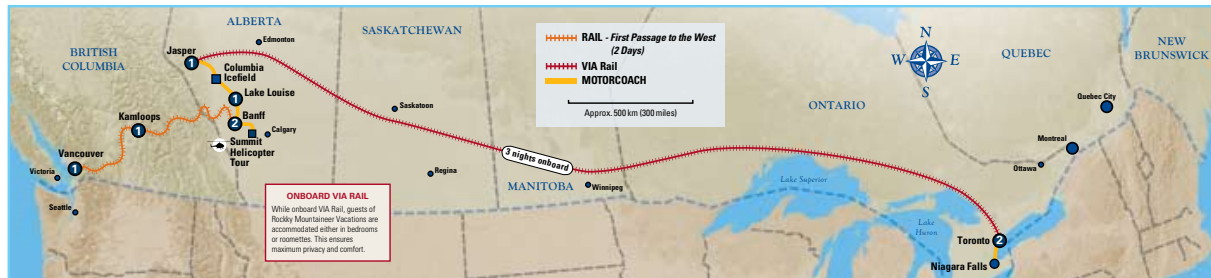 ALBERTA
SASKATCHEWAN
BRITISH
COLUMBIA
Edmonton
Jasper
1
Columbia
Icefield
Lake Louise
1
Banff
2
Calgary
Summit
Helicopter
Tour
Kamloops
1
Vancouver
1
Victoria
Seattle
Saskatoon
Regina
3 nights onboard
MANITOBA
Winnipeg
ONBOARD VIA RAIL
While onboard VIA Rail, guests of
Rocky Mountaineer Vacations are
accommodated either in bedrooms
or roomettes. This ensures
maximum privacy and comfort.
RAIL - First Passage to the West
(2 Days)
VIA Rail
MOTORCOACH
Approx. 500 km (300 miles)
N
W
E
S
ONTARIO
QUEBEC
NEW
BRUNSWICK
Quebec City
Montreal
Ottawa
Lake Superior
Lake
Huron
Toronto
2
Niagara Falls